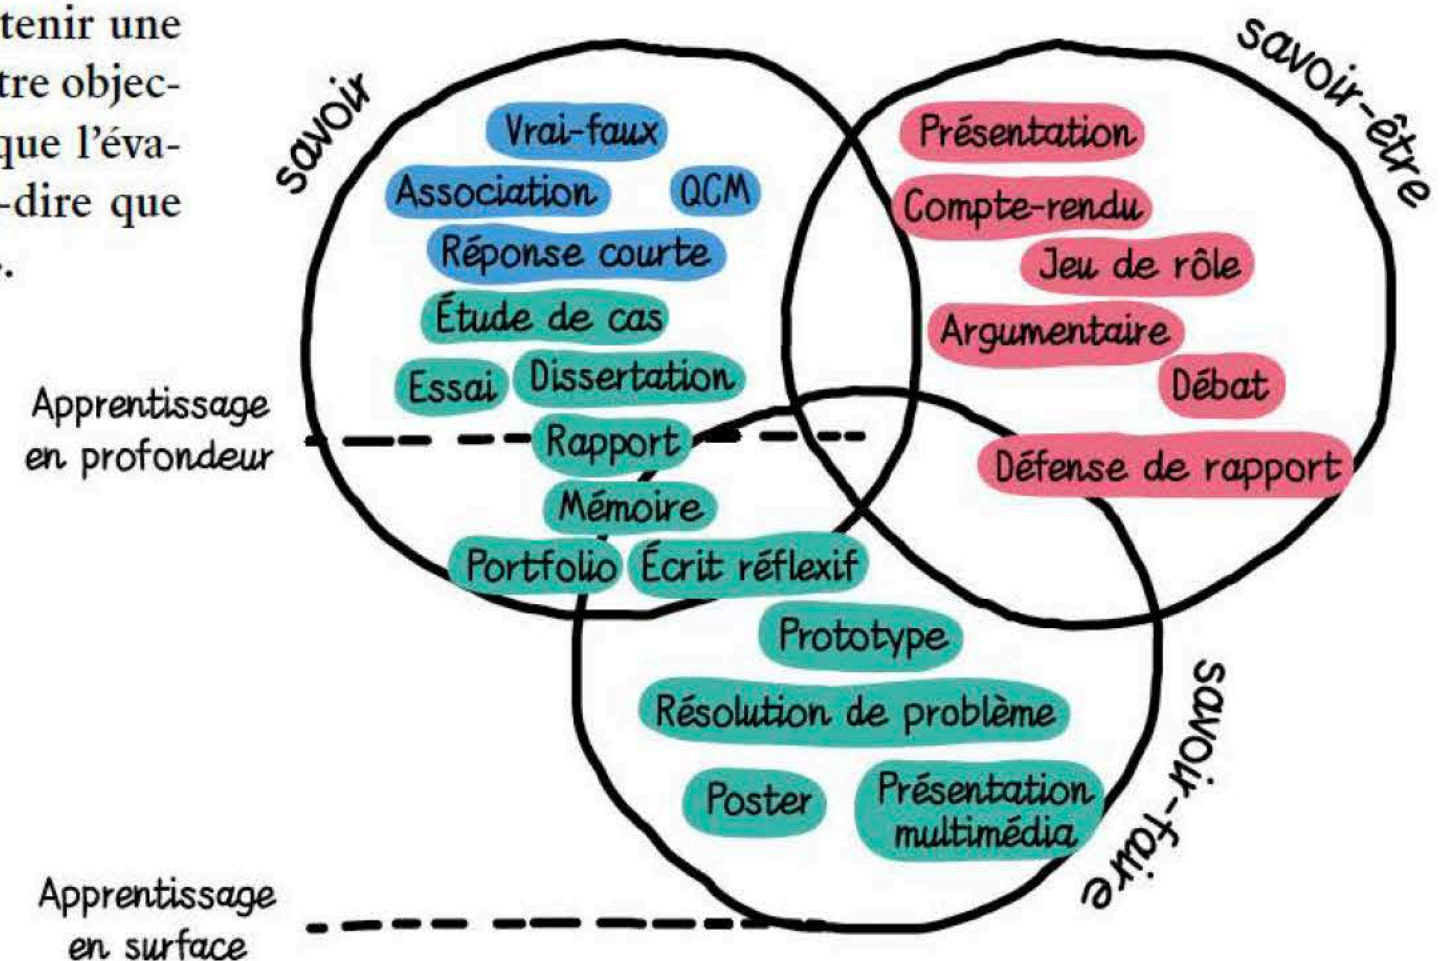 tenir une
tre objec-
que l'éva-
-dire que
savoir
savoir-être
Vrai-faux
Association
QCM
Réponse courte
Étude de cas
Essai
Dissertation
Rapport
Mémoire
Portfolio
Écrit réflexif
Présentation
Compte-rendu
Jeu de rôle
Argumentaire
Débat
Défense de rapport
Apprentissage
en profondeur
Prototype
Résolution de problème
Poster
Présentation
multimédia
savoir-faire
Apprentissage
en surface